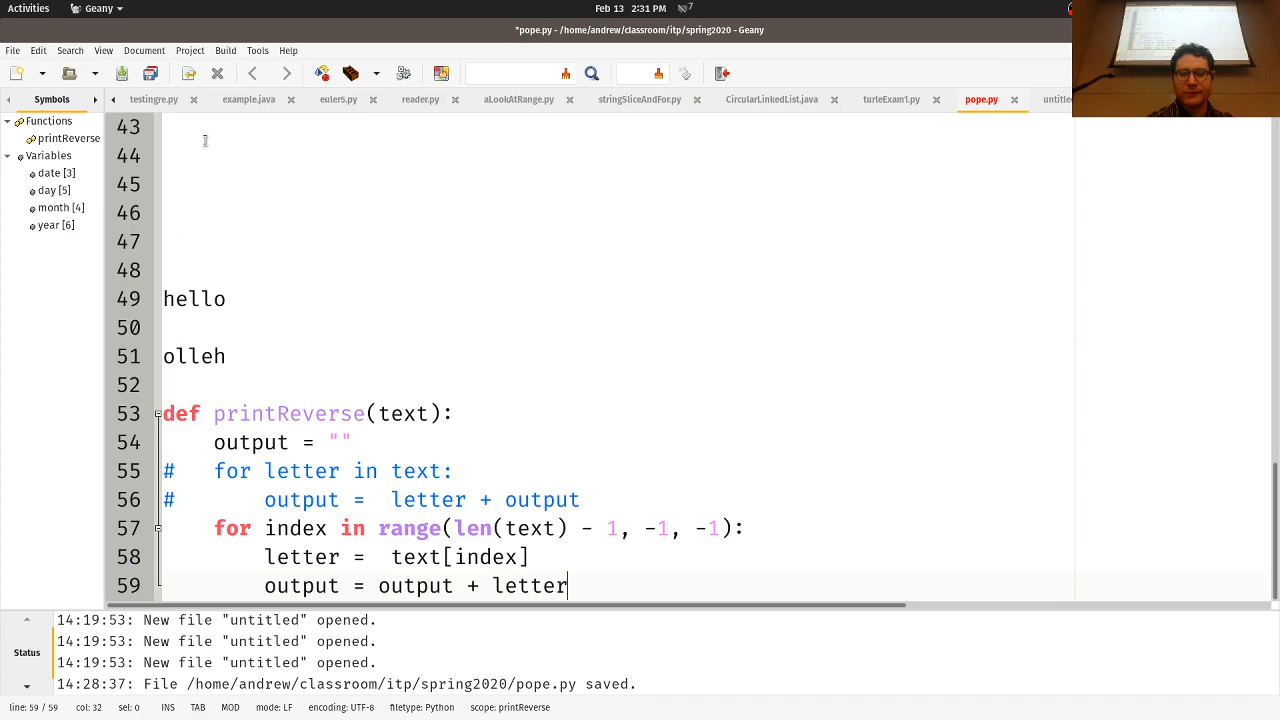 Activities Geany Feb 13 2:31 PM 7
*pope.py - /home/andrew/classroom/itp/spring2020 - Geany
File Edit Search View Document Project Build Tools Help
Symbols testingre.py example.java euler5.py reader.py aLookAtRange.py stringSliceAndFor.py CircularLinkedList.java turleExam1.py pope.py untitled
Functions
printReverse
Variables
date [3]
day [5]
month [4]
year [6]
43
44
45
46
47
48
49 hello
50
51 olleh
52
53 def printReverse(text):
54 output = ""
55 # for letter in text:
56 # output = letter + output
57 for index in range(len(text) - 1, -1, -1):
58 letter = text[index]
59 output = output + letter
Status
14:19:53: New file "untitled" opened.
14:19:53: New file "untitled" opened.
14:19:53: New file "untitled" opened.
14:28:37: File /home/andrew/classroom/itp/spring2020/pope.py saved.
line: 59 / 59 col: 32 sel: 0 INS TAB MOD mode: LF encoding: UTF-8 filetype: Python scope: printReverse